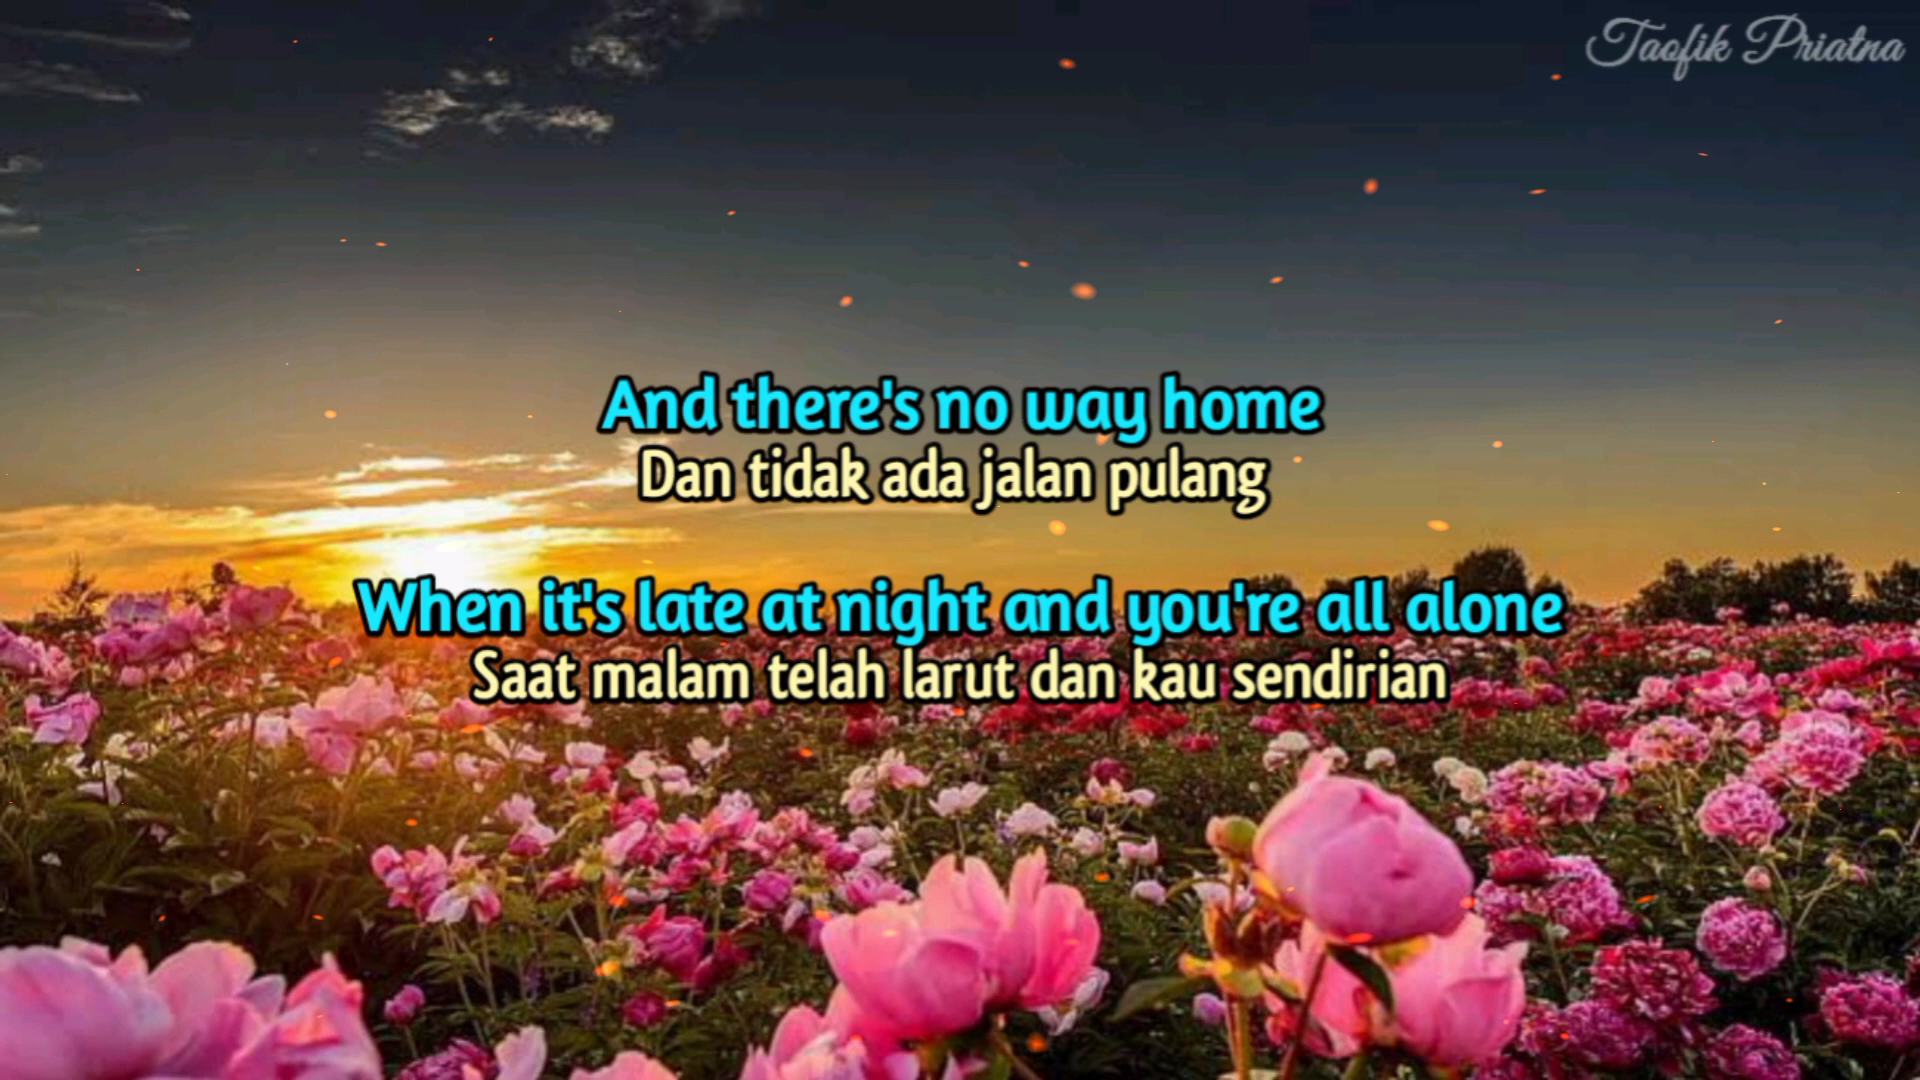 Taofik Priatna
And there's no way home
Dan tidak ada jalan pulang
When it's late at night and you're all alone
Saat malam telah larut dan kau sendirian